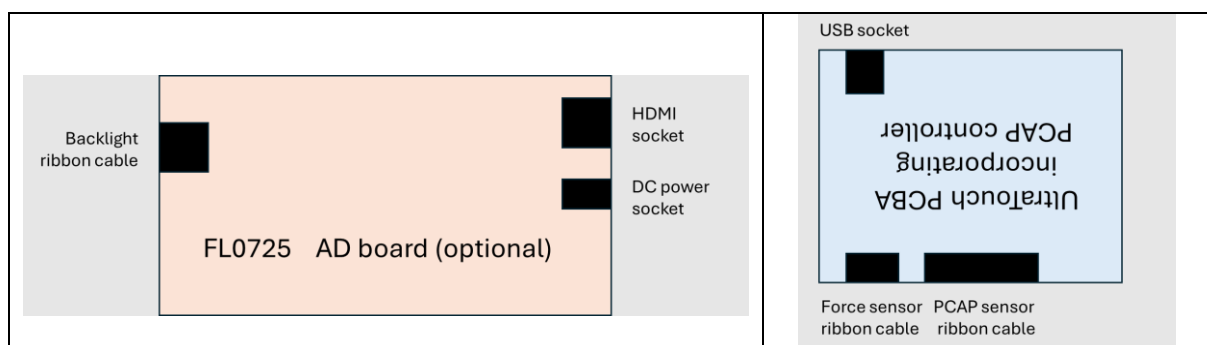 Backlight
ribbon cable
HDMI
socket
DC power
socket
FL0725 AD board (optional)
USB socket
UltraTouch PCBA
incorporating
PCAP controller
Force sensor
ribbon cable
PCAP sensor
ribbon cable